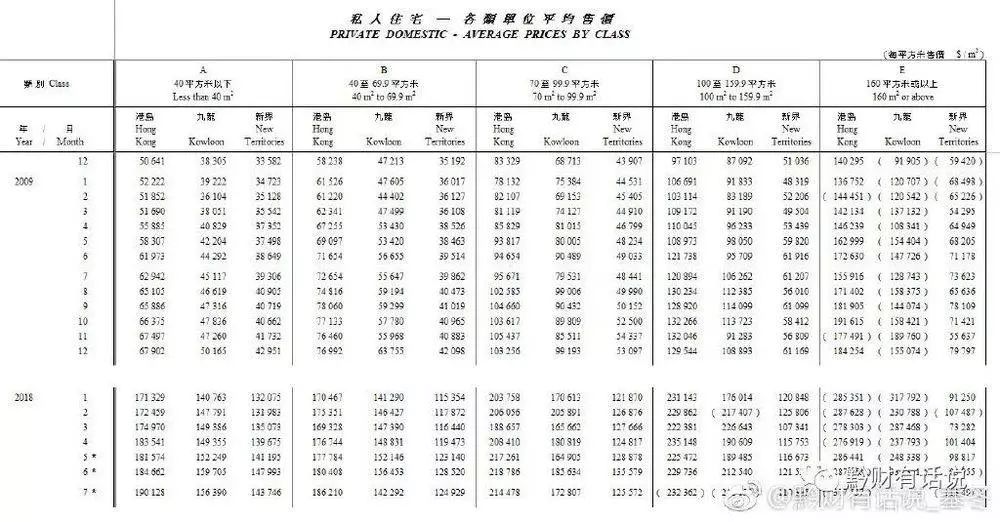 私人住宅 — 各類單位平均售價
PRIVATE DOMESTIC - AVERAGE PRICES BY CLASS
(每平方米售價 $ / m²)
類別 Class A B C D E
40平方米以下 40至69.9平方米 70至99.9平方米 100至159.9平方米 160平方米或以上
Less than 40 m² 40 m² to 69.9 m² 70 m² to 99.9 m² 100 m² to 159.9 m² 160 m² or above
年 / 月 港島 九龍 新界 港島 九龍 新界 港島 九龍 新界 港島 九龍 新界 港島 九龍 新界
Year / Month Hong Kong Kowloon New Territories Hong Kong Kowloon New Territories Hong Kong Kowloon New Territories Hong Kong Kowloon New Territories Hong Kong Kowloon New Territories
12 50 641 38 305 33 582 58 238 47 213 35 192 83 329 68 713 43 907 97 103 87 092 51 036 140 295 ( 91 905) ( 59 420)
2009 1 52 222 39 222 34 723 61 526 47 605 36 017 78 132 75 384 44 531 106 691 91 833 48 319 136 752 ( 120 707) ( 68 498)
2 51 852 36 104 35 128 61 220 44 402 36 127 82 107 69 153 45 405 103 114 83 189 52 206 ( 144 451) ( 120 542) ( 65 226)
3 51 690 38 051 35 542 62 341 47 499 36 108 81 119 74 127 44 910 109 172 91 190 49 504 142 134 ( 137 132) 54 295
4 55 885 40 829 37 352 67 255 53 430 38 526 85 829 81 015 46 799 110 045 96 233 53 439 146 239 ( 108 341) 64 949
5 58 307 42 204 37 498 69 097 53 420 38 463 93 817 80 005 48 234 108 973 98 050 59 820 162 999 ( 154 404) 68 205
6 61 973 44 292 38 649 71 654 56 655 39 514 94 654 90 489 49 033 121 738 95 709 61 916 172 630 ( 147 726) 71 178
7 62 942 45 117 39 306 72 654 55 647 39 862 95 671 79 531 48 441 120 894 106 262 61 207 155 916 ( 128 743) 73 623
8 65 105 46 619 40 905 74 816 59 194 40 473 102 585 99 006 49 990 130 234 112 385 56 010 171 402 ( 158 375) 65 636
9 65 886 47 316 40 719 78 060 59 299 41 019 104 660 90 432 50 152 128 920 114 099 61 099 181 905 ( 144 074) 78 109
10 66 375 47 836 40 662 77 133 57 780 40 965 103 617 89 809 52 500 132 266 113 723 58 412 191 615 ( 158 421) 71 421
11 67 497 47 260 41 732 76 460 55 968 40 883 105 437 85 511 54 337 132 046 91 283 56 809 ( 177 491) ( 189 760) 55 637
12 67 902 50 165 42 951 76 992 63 755 42 098 103 256 99 193 53 097 129 544 108 893 61 169 184 254 ( 155 074) 79 797
2018 1 171 329 140 763 132 075 170 467 141 290 115 354 203 758 170 613 121 870 231 143 176 014 120 848 ( 285 351) ( 317 792) 91 250
2 172 459 147 791 131 983 175 351 146 427 117 872 206 056 205 891 126 876 229 862 ( 217 407) 125 806 ( 287 628) ( 230 788) ( 107 487)
3 174 970 149 386 135 073 169 328 147 390 116 440 188 657 165 662 127 666 222 381 226 643 107 341 ( 278 303) ( 287 468) 73 282
4 183 541 149 355 139 675 176 744 148 831 119 473 208 410 180 819 124 817 235 148 190 609 115 753 ( 276 919) ( 237 793) 101 404
5 * 181 574 152 249 141 195 177 784 152 146 123 140 217 261 164 905 128 878 225 472 189 485 116 673 286 441 ( 248 338) 98 817
6 * 184 662 159 705 147 993 180 408 156 453 128 520 218 786 185 634 135 579 229 736 212 540
7 * 190 128 156 390 143 746 186 210 142 292 124 929 214 478 172 807 125 572 ( 232 362)
黔财有话说